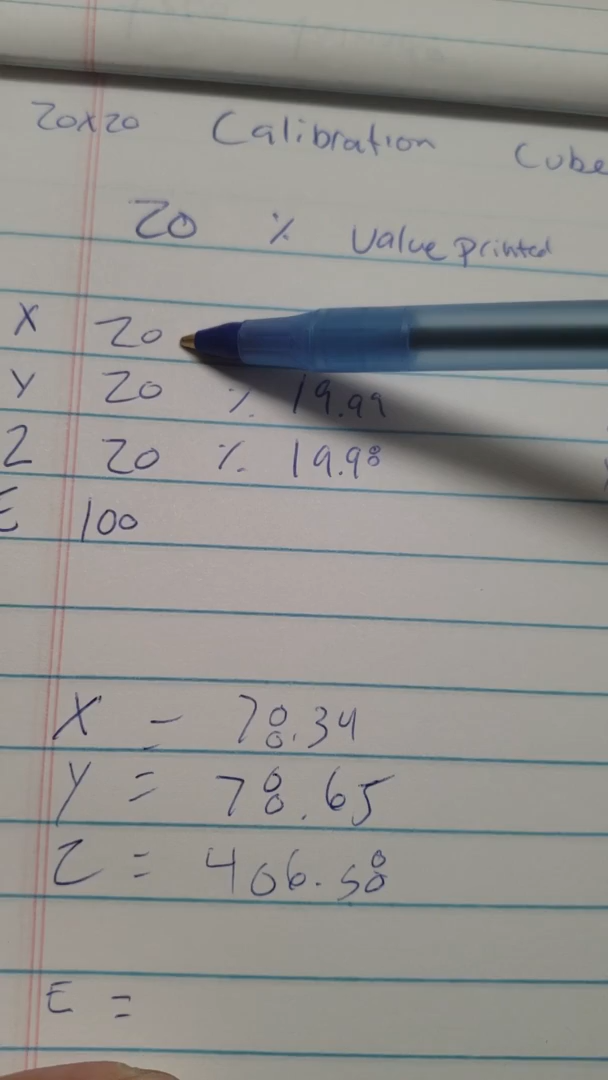 20x20 Calibration Cube
20 % Value Printed
X 20
Y 20 % 19.99
Z 20 % 19.98
E 100
X = 78.34
Y = 78.65
Z = 406.58
E =